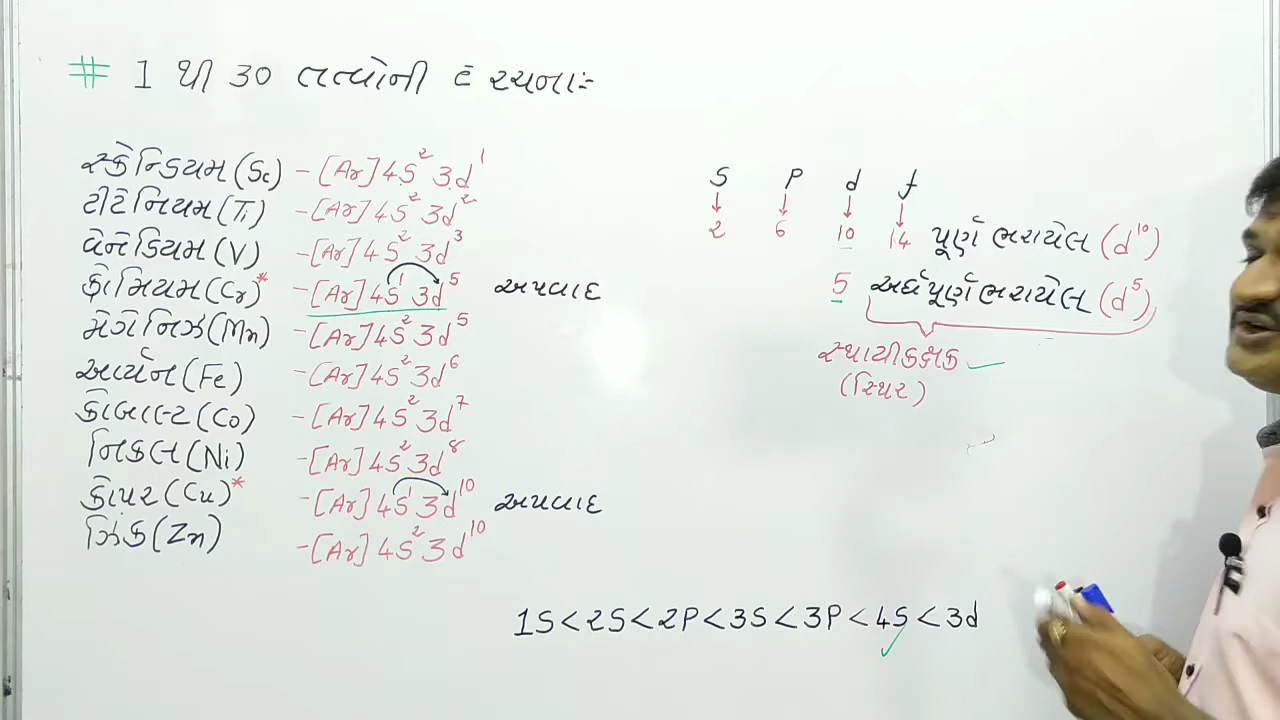 # 1 થી 30 તત્વોની e⁻ રચના:-
સ્કેન્ડિયમ (Sc) - [Ar] 4s² 3d¹
ટીટેનિયમ (Ti) - [Ar] 4s² 3d²
વેનેડિયમ (V) - [Ar] 4s² 3d³
ક્રોમિયમ (Cr)* - [Ar] 4s¹ 3d⁵ અપવાદ
મેંગેનિઝ (Mn) - [Ar] 4s² 3d⁵
આયર્ન (Fe) - [Ar] 4s² 3d⁶
કોબાલ્ટ (Co) - [Ar] 4s² 3d⁷
નિકલ (Ni) - [Ar] 4s² 3d⁸
કોપર (Cu)* - [Ar] 4s¹ 3d¹⁰ અપવાદ
ઝિંક (Zn) - [Ar] 4s² 3d¹⁰
s p d f
↓ ↓ ↓ ↓
2 6 10 14 પૂર્ણ ભરાયેલ (d¹⁰)
5 અર્ધપૂર્ણ ભરાયેલ (d⁵)
સ્થાયી કક્ષક ✓
(સ્થિર)
1s < 2s < 2p < 3s < 3p < 4s < 3d